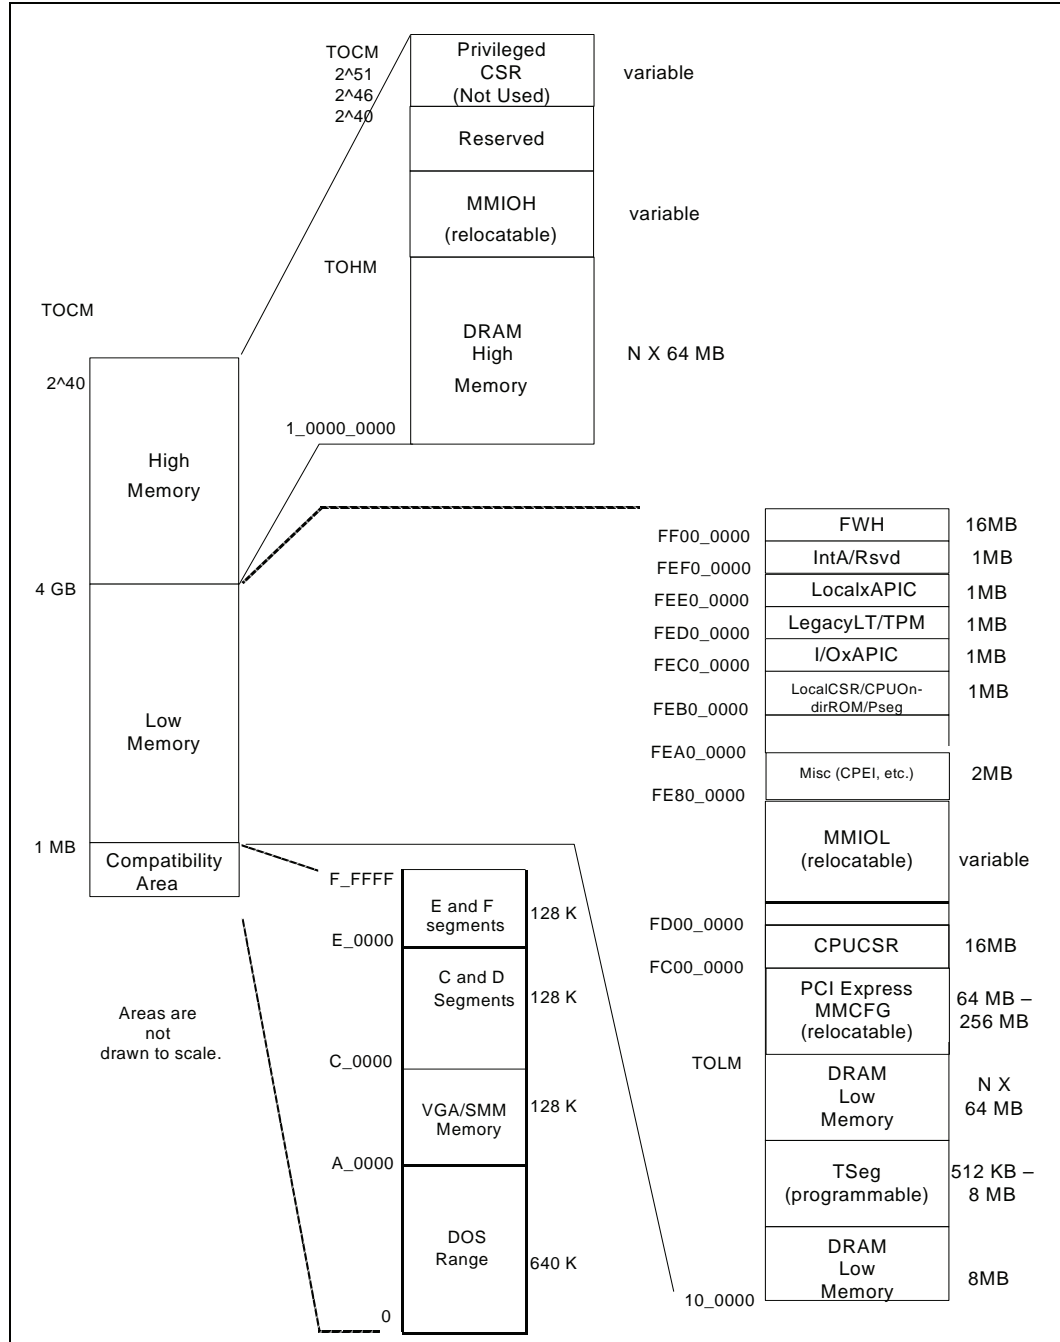 TOCM
2^51
2^46
2^40
Privileged
CSR
(Not Used)
variable
Reserved
MMIOH
(relocatable)
variable
TOHM
DRAM
High
Memory
N X 64 MB
1_0000_0000
TOCM
2^40
High
Memory
4 GB
Low
Memory
1 MB
Compatibility
Area
Areas are
not
drawn to scale.
F_FFFF
E and F
segments
128 K
E_0000
C and D
Segments
128 K
C_0000
VGA/SMM
Memory
128 K
A_0000
DOS
Range
640 K
0
FWH
16MB
FF00_0000
IntA/Rsvd
1MB
FEF0_0000
LocalxAPIC
1MB
FEE0_0000
LegacyLT/TPM
1MB
FED0_0000
I/OxAPIC
1MB
FEC0_0000
LocalCSR/CPUOn-
dirROM/Pseg
1MB
FEB0_0000
FEA0_0000
Misc (CPEI, etc.)
2MB
FE80_0000
MMIOL
(relocatable)
variable
FD00_0000
CPUCSR
16MB
FC00_0000
PCI Express
MMCFG
(relocatable)
64 MB –
256 MB
TOLM
DRAM
Low
Memory
N X
64 MB
TSeg
(programmable)
512 KB –
8 MB
DRAM
Low
Memory
8MB
10_0000